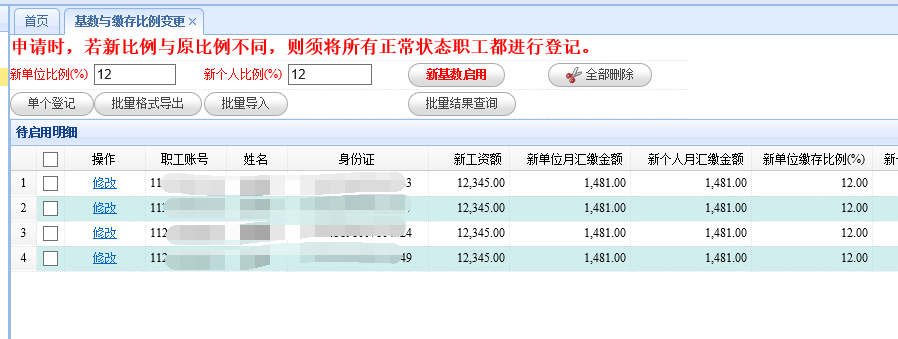 首页 基数与缴存比例变更
申请时，若新比例与原比例不同，则须将所有正常状态职工都进行登记。
新单位比例(%) 12 新个人比例(%) 12 新基数启用 全部删除
单个登记 批量格式导出 批量导入 批量结果查询
待启用明细
操作 职工账号 姓名 身份证 新工资额 新单位月汇缴金额 新个人月汇缴金额 新单位缴存比例(%)
1 修改 11 3 12,345.00 1,481.00 1,481.00 12.00
2 修改 111 12,345.00 1,481.00 1,481.00 12.00
3 修改 112 24 12,345.00 1,481.00 1,481.00 12.00
4 修改 112 49 12,345.00 1,481.00 1,481.00 12.00